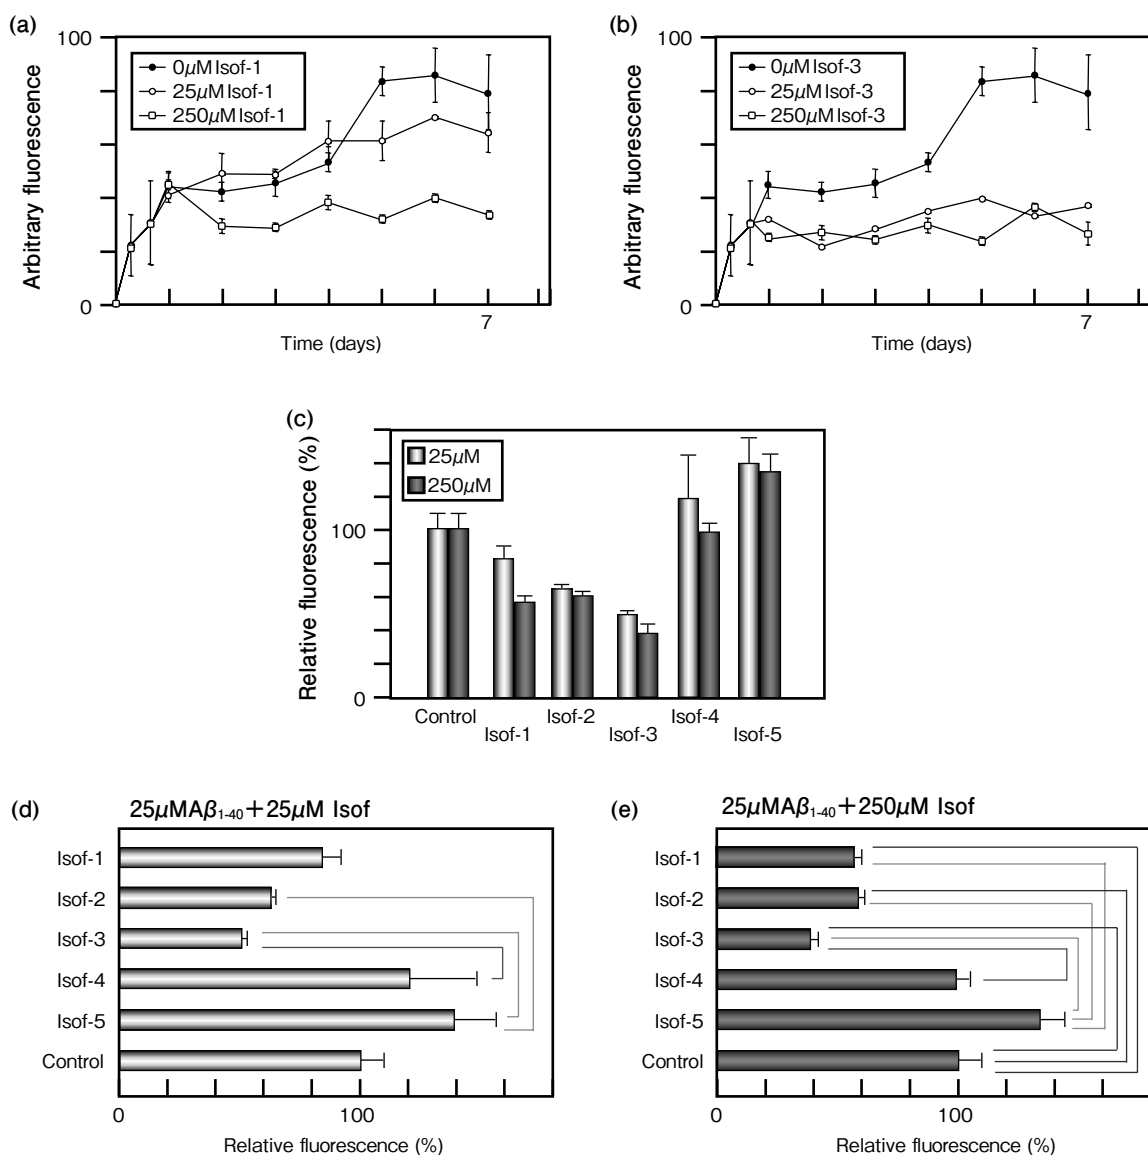 (a)
100
0μM Isof-1
25μM Isof-1
250μM Isof-1
Arbitrary fluorescence
0
7
Time (days)
(b)
100
0μM Isof-3
25μM Isof-3
250μM Isof-3
Arbitrary fluorescence
0
7
Time (days)
(c)
25μM
250μM
Relative fluorescence (%)
100
0
Control
Isof-1
Isof-2
Isof-3
Isof-4
Isof-5
(d)
25μMAβ1-40+25μM Isof
Isof-1
Isof-2
Isof-3
Isof-4
Isof-5
Control
0
100
Relative fluorescence (%)
(e)
25μMAβ1-40+250μM Isof
Isof-1
Isof-2
Isof-3
Isof-4
Isof-5
Control
0
100
Relative fluorescence (%)